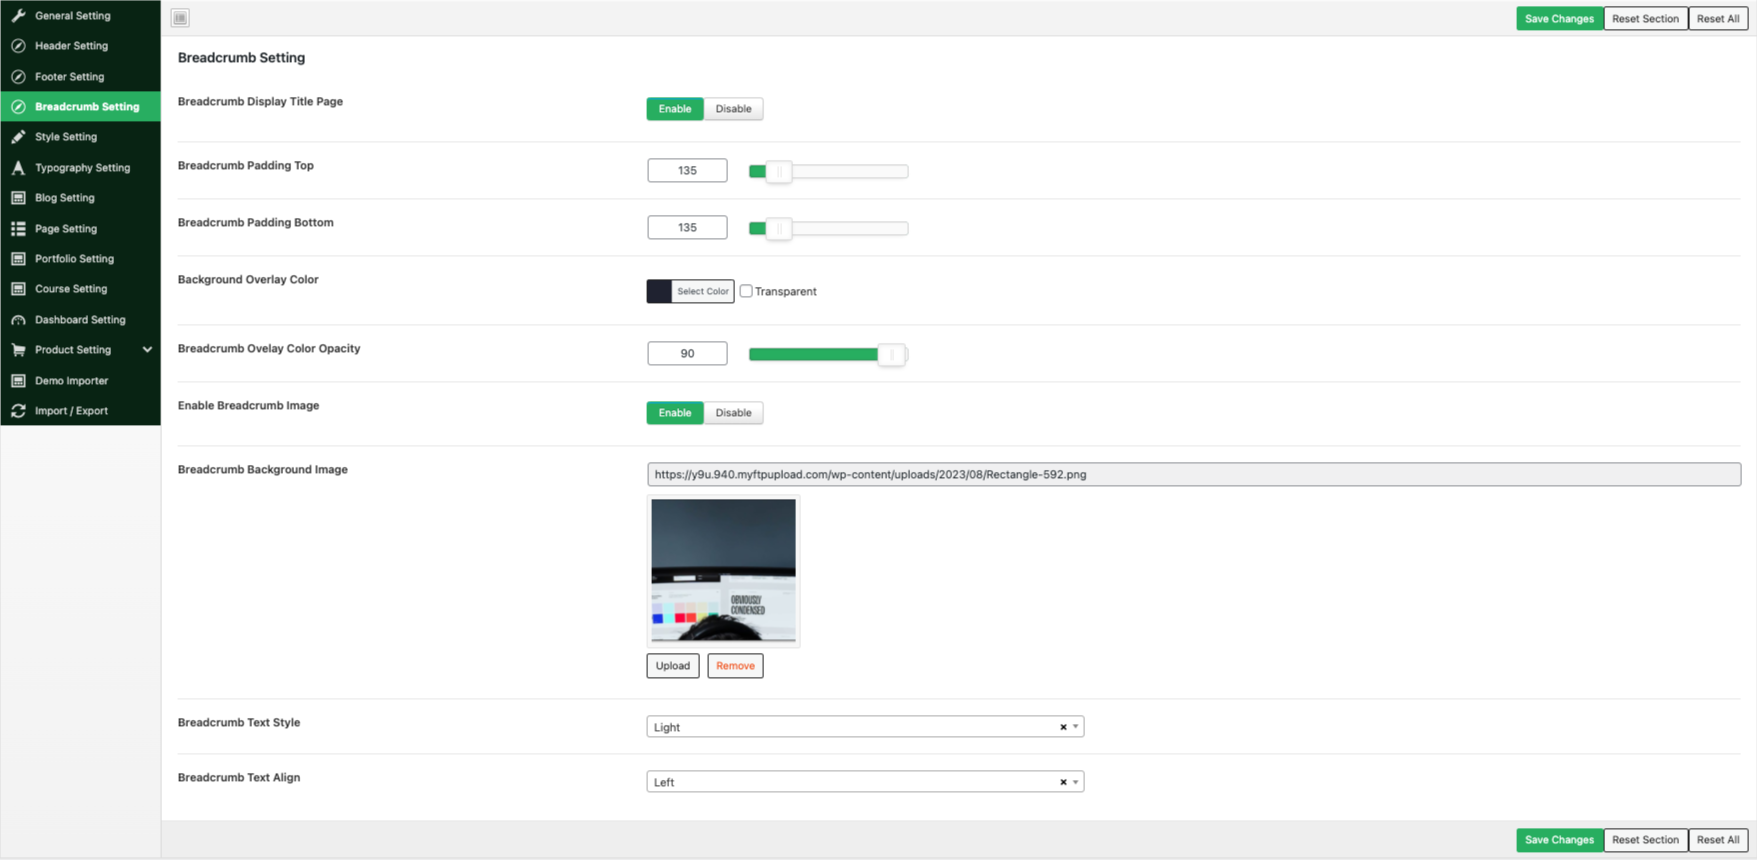 General Setting
Header Setting
Footer Setting
Breadcrumb Setting
Style Setting
Typography Setting
Blog Setting
Page Setting
Portfolio Setting
Course Setting
Dashboard Setting
Product Setting
Demo Importer
Import / Export
Save Changes Reset Section Reset All
Breadcrumb Setting
Breadcrumb Display Title Page Enable Disable
Breadcrumb Padding Top 135
Breadcrumb Padding Bottom 135
Background Overlay Color Select Color Transparent
Breadcrumb Ovelay Color Opacity 90
Enable Breadcrumb Image Enable Disable
Breadcrumb Background Image https://y9u.940.myftpupload.com/wp-content/uploads/2023/08/Rectangle-592.png
OBVIOUSLY
CONDENSED
Upload Remove
Breadcrumb Text Style Light
Breadcrumb Text Align Left
Save Changes Reset Section Reset All